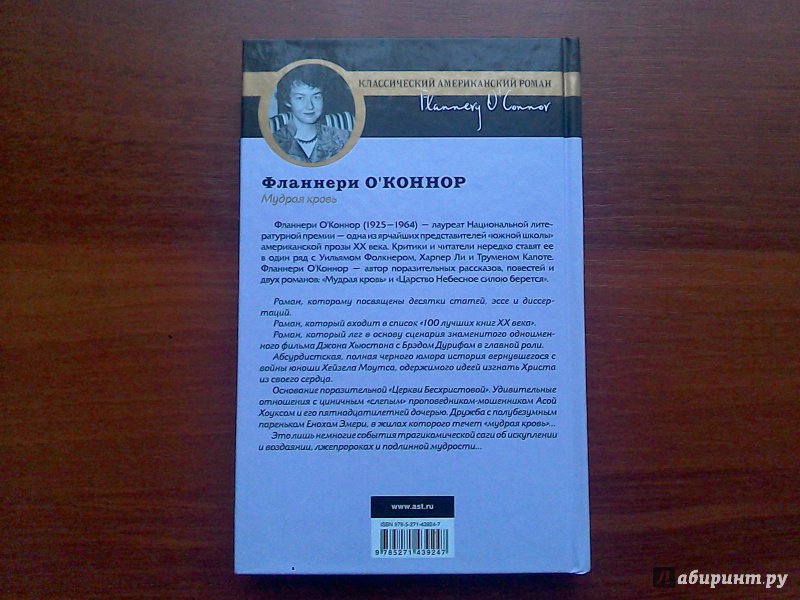 КЛАССИЧЕСКИЙ АМЕРИКАНСКИЙ РОМАН
Flannery O'Connor
Фланнери О'КОННОР
Мудрая кровь
Фланнери О'Коннор (1925—1964) — лауреат Национальной лите-
ратурной премии — одна из ярчайших представителей «южной школы»
американской прозы XX века. Критики и читатели нередко ставят ее
в один ряд с Уильямом Фолкнером, Харпер Ли и Труменом Капоте.
Фланнери О'Коннор — автор поразительных рассказов, повестей и
двух романов: «Мудрая кровь» и «Царство Небесное силою берется».
Роман, которому посвящены десятки статей, эссе и диссер-
таций.
Роман, который входит в список «100 лучших книг XX века».
Роман, который лег в основу сценария знаменитого одноимен-
ного фильма Джона Хьюстона с Брэдом Дурифом в главной роли.
Абсурдистская, полная черного юмора история вернувшегося с
войны юноши Хейзела Моутса, одержимого идеей изгнать Христа
из своего сердца.
Основание поразительной «Церкви Бесхристовой». Удивительные
отношения с циничным «слепым» проповедником-мошенником Асой
Хоуксом и его пятнадцатилетней дочерью. Дружба с полубезумным
пареньком Енохом Эмери, в жилах которого течет «мудрая кровь»...
Это лишь немногие события трагикомической саги об искуплении
и воздаянии, лжепророках и подлинной мудрости...
www.ast.ru
ISBN 978-5-271-43924-7
9 785271 439247
Лабиринт.ру